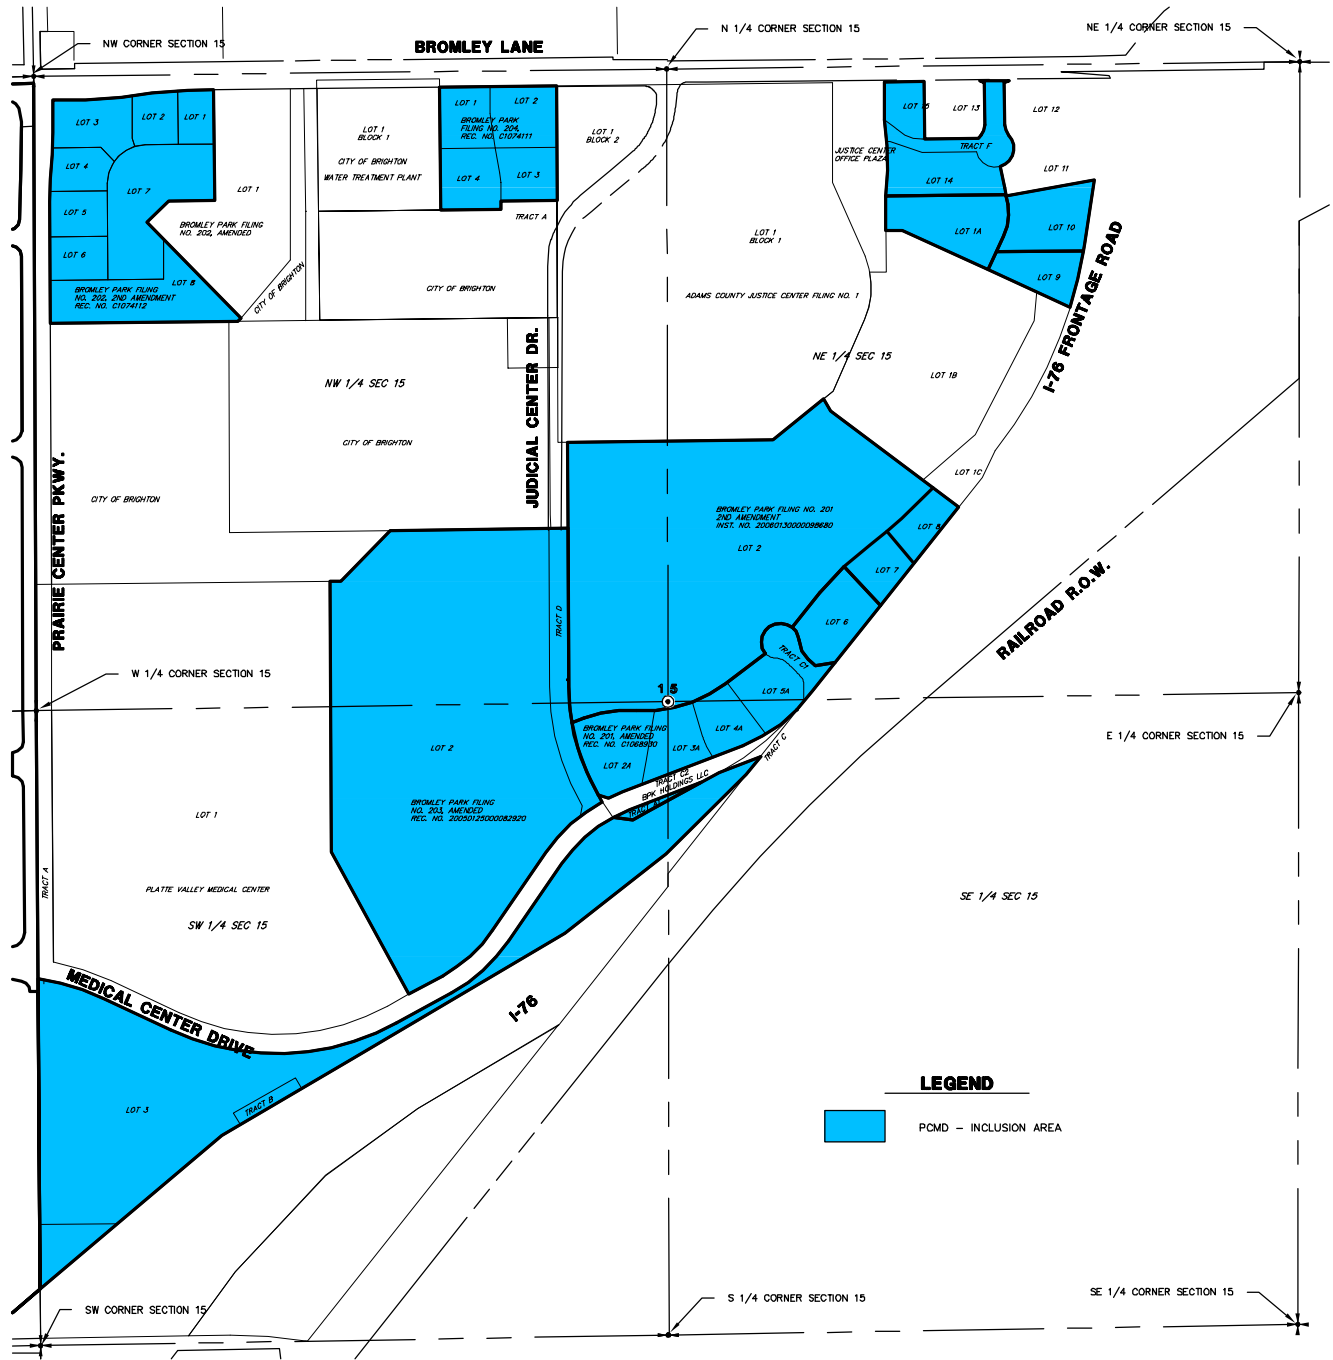 NW CORNER SECTION 15
BROMLEY LANE
N 1/4 CORNER SECTION 15
NE 1/4 CORNER SECTION 15
LOT 3
LOT 2
LOT 1
LOT 4
LOT 7
LOT 5
LOT 6
LOT 8
BROMLEY PARK FILING
NO. 202, 2ND AMENDMENT
REC. NO. C1074112
LOT 1
BROMLEY PARK FILING
NO. 202, AMENDED
CITY OF BRIGHTON
LOT 1
BLOCK 1
CITY OF BRIGHTON
WATER TREATMENT PLANT
LOT 1
LOT 2
BROMLEY PARK
FILING NO. 204,
REC. NO. C1074111
LOT 4
LOT 3
LOT 1
BLOCK 2
TRACT A
CITY OF BRIGHTON
LOT 1
BLOCK 1
ADAMS COUNTY JUSTICE CENTER FILING NO. 1
JUSTICE CENTER
OFFICE PLAZA
LOT 15
LOT 13
LOT 12
TRACT F
LOT 11
LOT 14
LOT 1A
LOT 10
LOT 9
I-76 FRONTAGE ROAD
NE 1/4 SEC 15
LOT 1B
LOT 1C
NW 1/4 SEC 15
CITY OF BRIGHTON
CITY OF BRIGHTON
JUDICIAL CENTER DR.
PRAIRIE CENTER PKWY.
BROMLEY PARK FILING NO. 201
2ND AMENDMENT
INST. NO. 20060130000098680
LOT 2
LOT 8
LOT 7
LOT 6
RAILROAD R.O.W.
TRACT D
TRACT C1
W 1/4 CORNER SECTION 15
15
LOT 5A
LOT 4A
LOT 3A
BROMLEY PARK FILING
NO. 201, AMENDED
REC. NO. C1068930
LOT 2A
TRACT C
TRACT C2
BPK HOLDINGS LLC
E 1/4 CORNER SECTION 15
LOT 2
BROMLEY PARK FILING
NO. 203, AMENDED
REC. NO. 20050125000082920
LOT 1
TRACT A
PLATTE VALLEY MEDICAL CENTER
SW 1/4 SEC 15
SE 1/4 SEC 15
MEDICAL CENTER DRIVE
I-76
LOT 3
TRACT B
LEGEND
PCMD - INCLUSION AREA
SW CORNER SECTION 15
S 1/4 CORNER SECTION 15
SE 1/4 CORNER SECTION 15